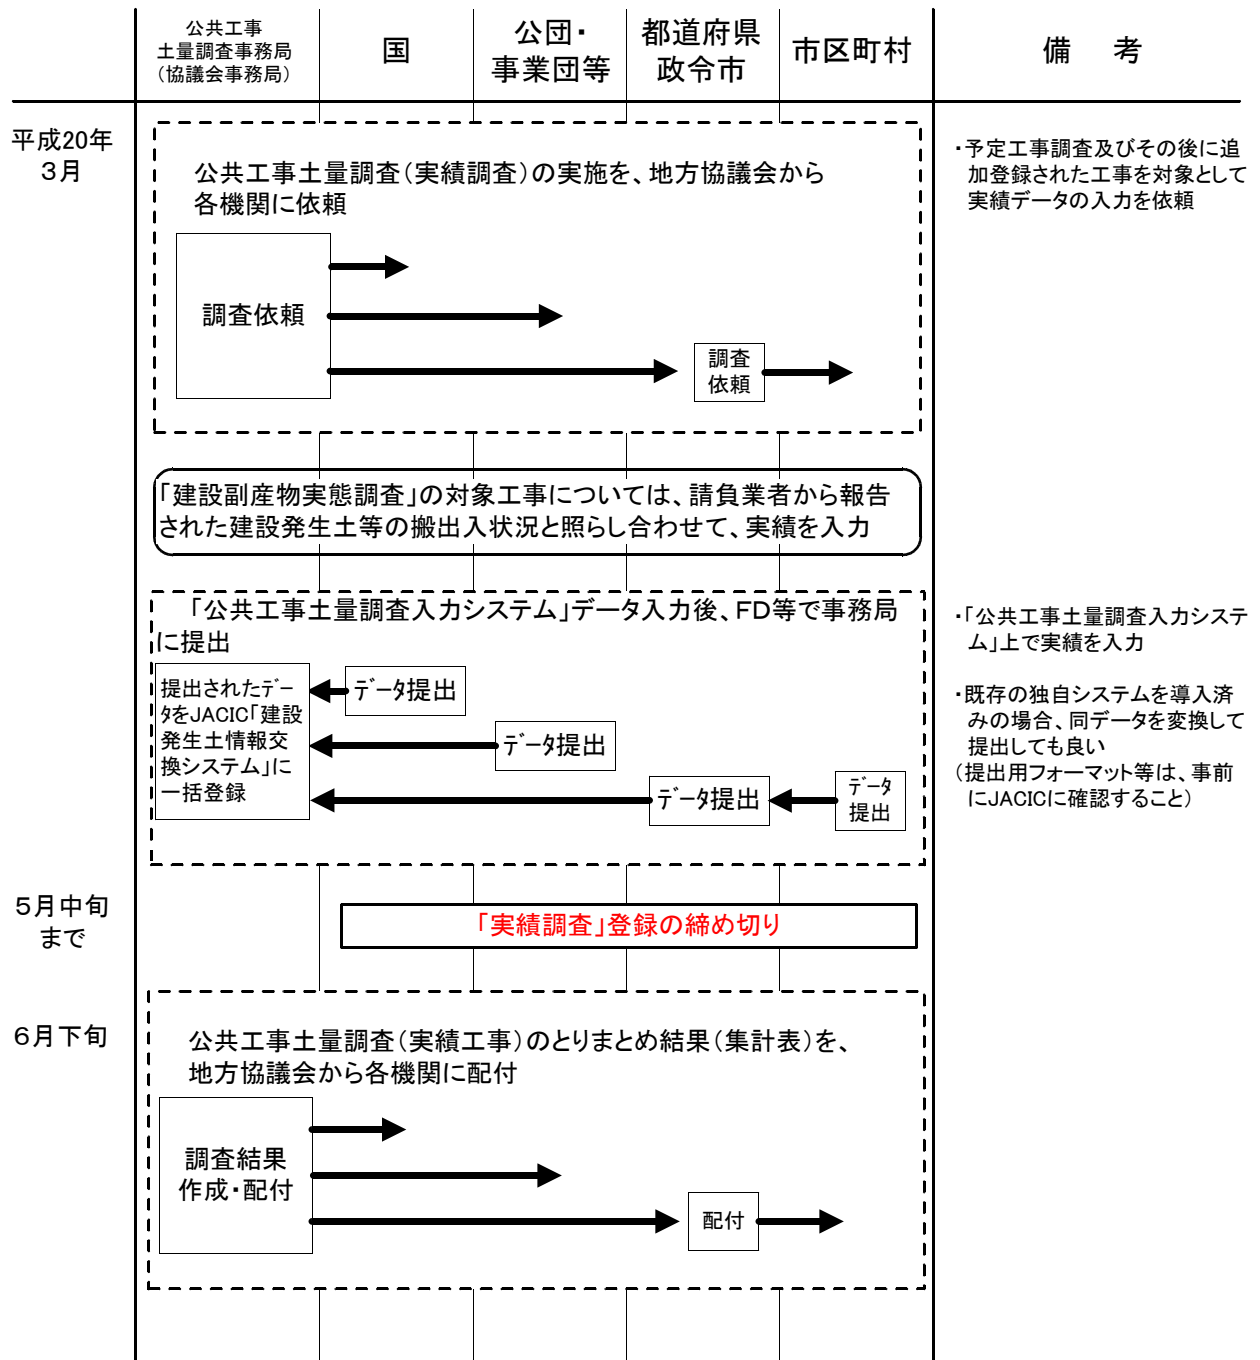 公共工事
土量調査事務局
（協議会事務局）
国
公団・
事業団等
都道府県
政令市
市区町村
備　考
平成20年
３月
公共工事土量調査（実績調査）の実施を、地方協議会から
各機関に依頼
調査依頼
調査
依頼
・予定工事調査及びその後に追
加登録された工事を対象として
実績データの入力を依頼
「建設副産物実態調査」の対象工事については、請負業者から報告
された建設発生土等の搬出入状況と照らし合わせて、実績を入力
「公共工事土量調査入力システム」データ入力後、FD等で事務局
に提出
提出されたデー
タをJACIC「建設
発生土情報交
換システム」に
一括登録
ﾃﾞｰﾀ提出
ﾃﾞｰﾀ提出
ﾃﾞｰﾀ提出
ﾃﾞｰﾀ
提出
・「公共工事土量調査入力システ
ム」上で実績を入力
・既存の独自システムを導入済
みの場合、同データを変換して
提出しても良い
（提出用フォーマット等は、事前
にJACICに確認すること）
５月中旬
まで
「実績調査」登録の締め切り
６月下旬
公共工事土量調査（実績工事）のとりまとめ結果（集計表）を、
地方協議会から各機関に配付
調査結果
作成・配付
配付